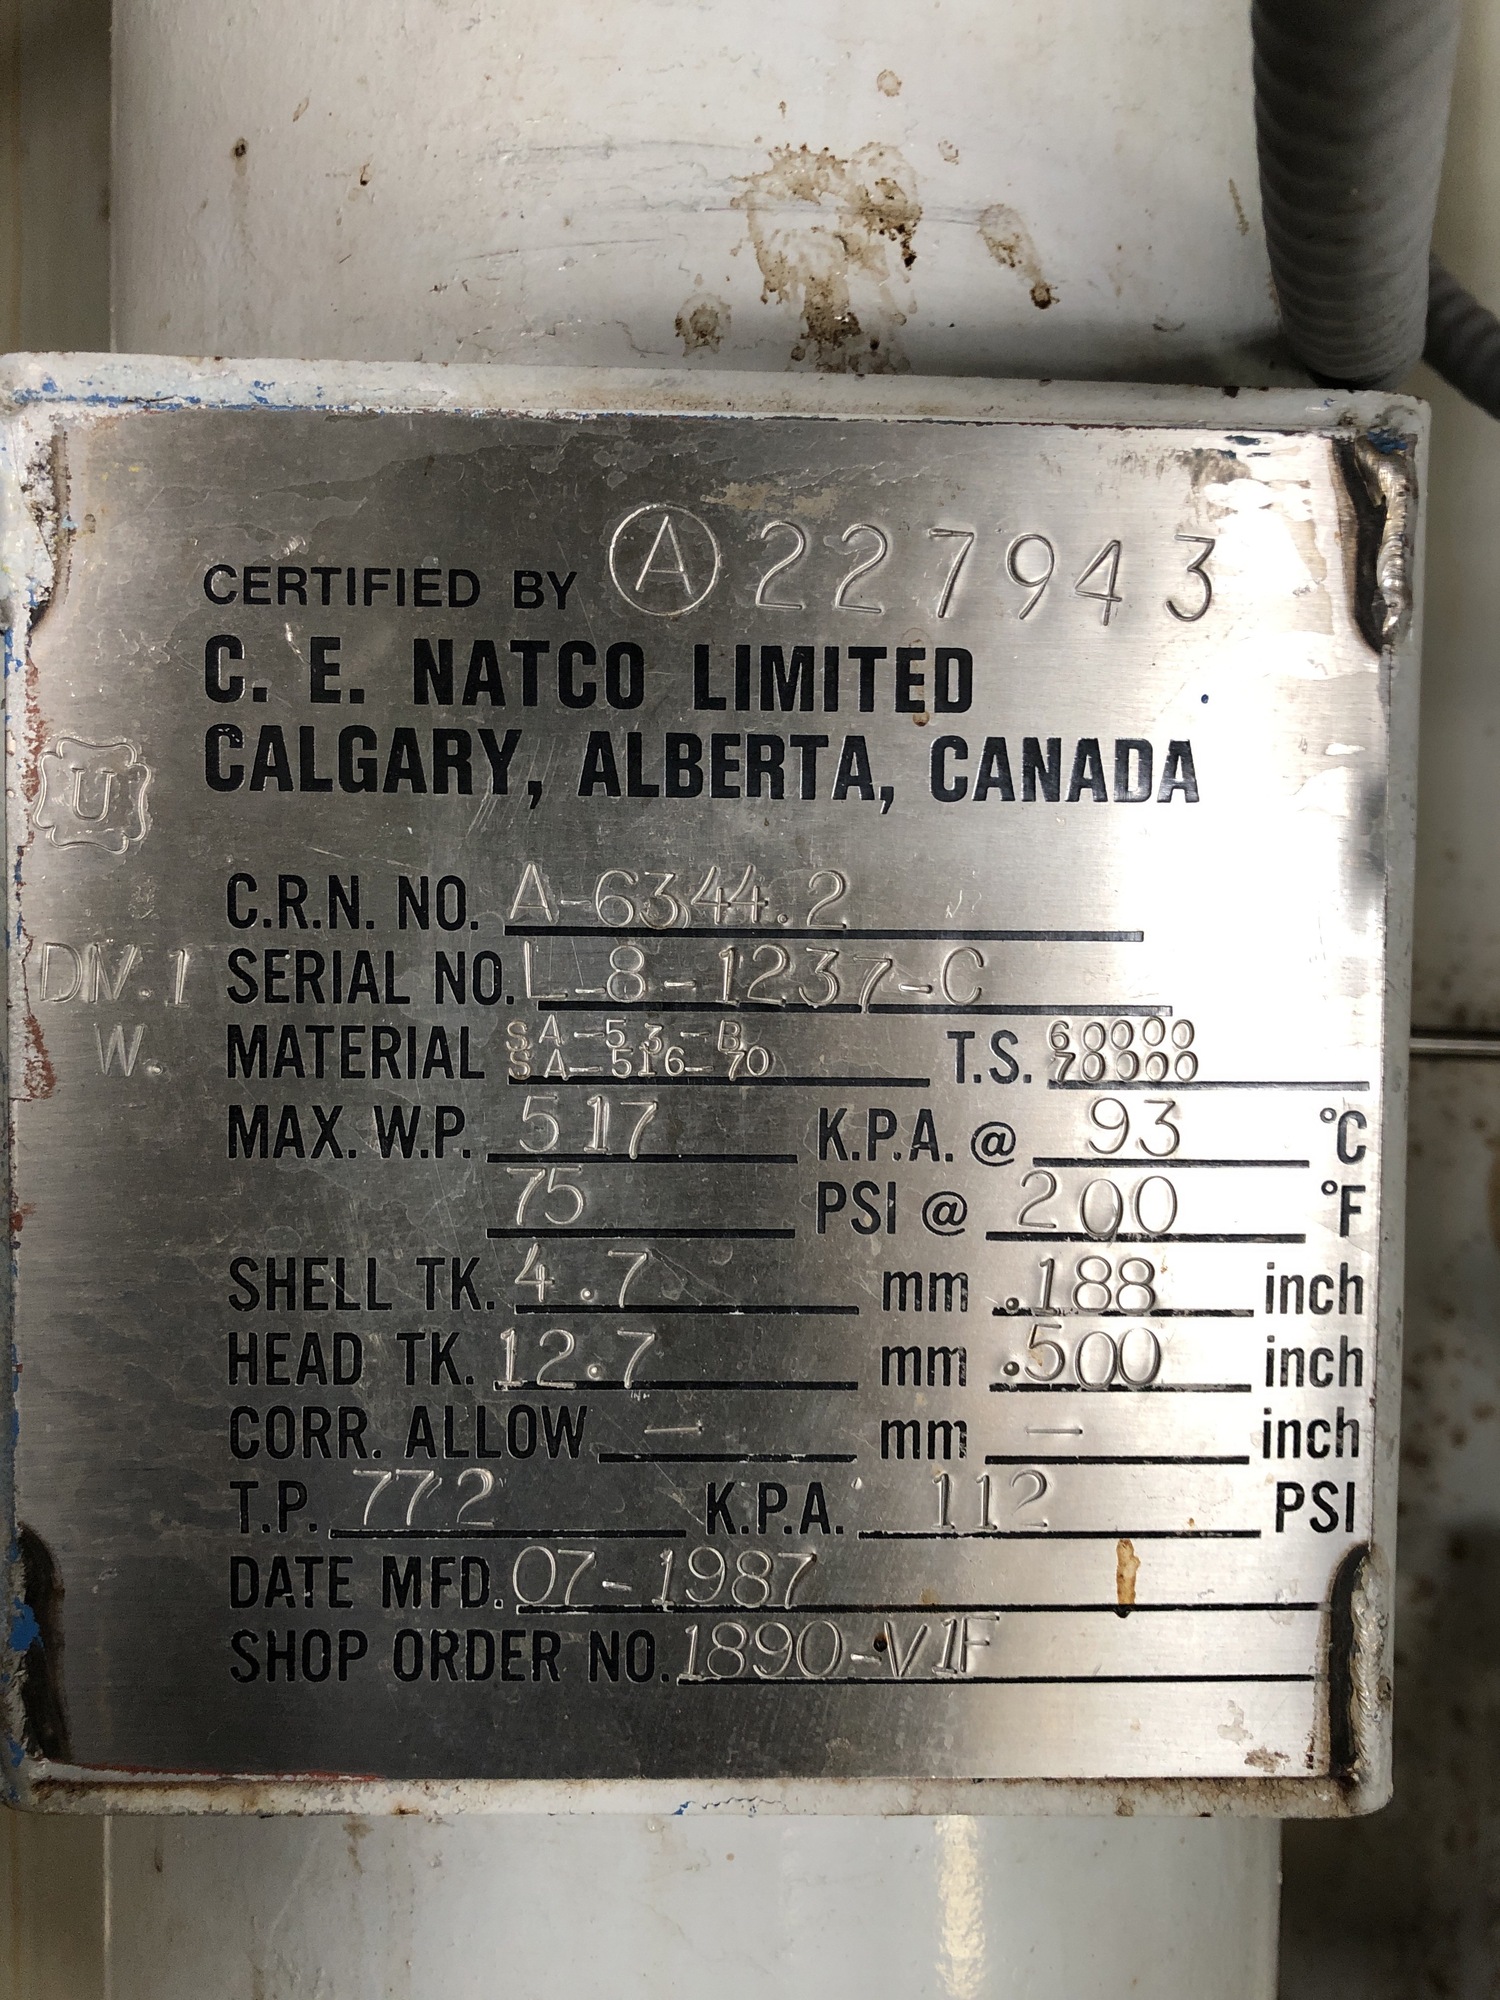 CERTIFIED BY Ⓐ 227943
C. E. NATCO LIMITED
CALGARY, ALBERTA, CANADA
U
C.R.N. NO. A-6344.2
DIV.1 SERIAL NO. L-8-1237-C
W. MATERIAL SA-53-B T.S. 60000
SA-516-70 70000
MAX. W.P. 517 K.P.A. @ 93 °C
75 PSI @ 200 °F
SHELL TK. 4.7 mm .188 inch
HEAD TK. 12.7 mm .500 inch
CORR. ALLOW — mm — inch
T.P. 772 K.P.A. 112 PSI
DATE MFD. 07-1987
SHOP ORDER NO. 1890-V1F